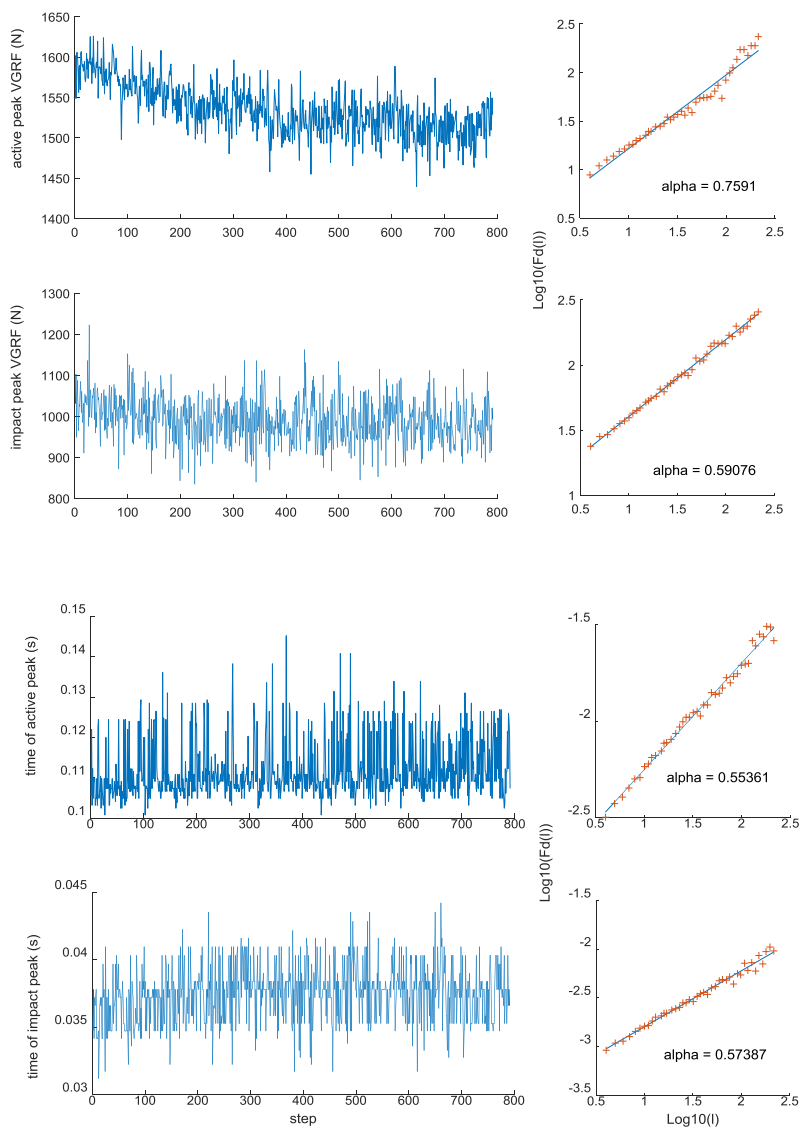 active peak VGRF (N)
1650
1600
1550
1500
1450
1400
0 100 200 300 400 500 600 700 800
2.5
2
1.5
1
0.5
0.5 1 1.5 2 2.5
alpha = 0.7591
Log10(Fd(l))
impact peak VGRF (N)
1300
1200
1100
1000
900
800
0 100 200 300 400 500 600 700 800
2.5
2
1.5
1
0.5 1 1.5 2 2.5
alpha = 0.59076
time of active peak (s)
0.15
0.14
0.13
0.12
0.11
0.1
0 100 200 300 400 500 600 700 800
-1.5
-2
-2.5
0.5 1 1.5 2 2.5
alpha = 0.55361
Log10(Fd(l))
time of impact peak (s)
0.045
0.04
0.035
0.03
0 100 200 300 400 500 600 700 800
step
-1.5
-2
-2.5
-3
-3.5
0.5 1 1.5 2 2.5
alpha = 0.57387
Log10(l)